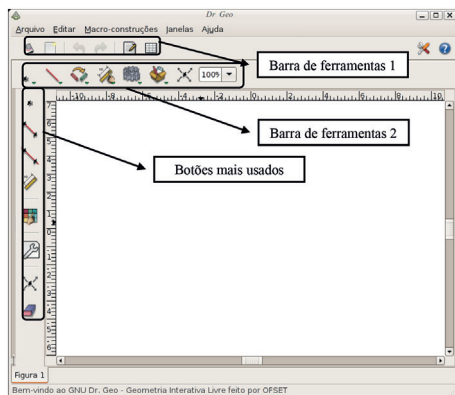 Dr Geo
Arquivo Editar Macro-construções Janelas Ajuda
Barra de ferramentas 1
100%
Barra de ferramentas 2
Botões mais usados
Figura 1
Bem-vindo ao GNU Dr. Geo - Geometria Interativa Livre feito por OFSET